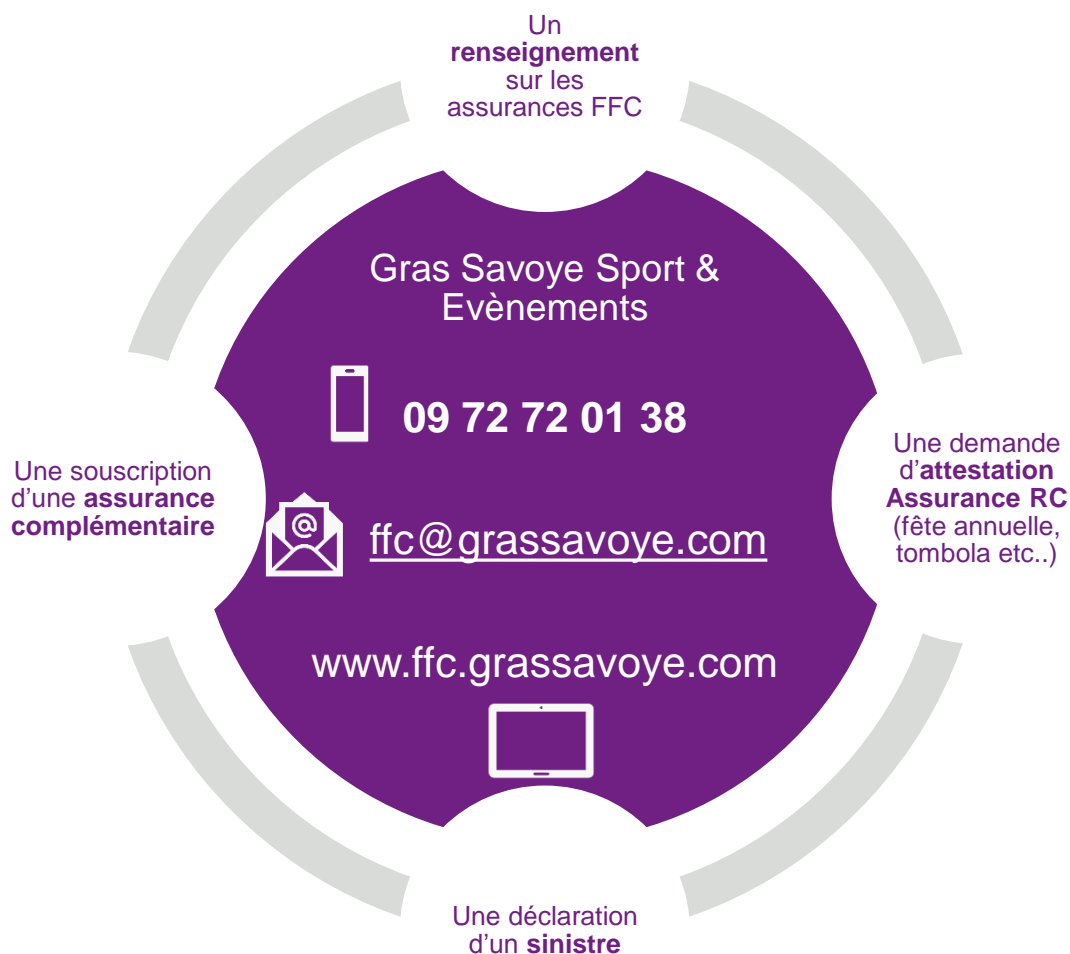 Un
renseignement
sur les
assurances FFC
Gras Savoye Sport &
Evènements
09 72 72 01 38
Une souscription
d'une assurance
complémentaire
Une demande
d'attestation
Assurance RC
(fête annuelle,
tombola etc..)
@
ffc@grassavoye.com
www.ffc.grassavoye.com
Une déclaration
d'un sinistre